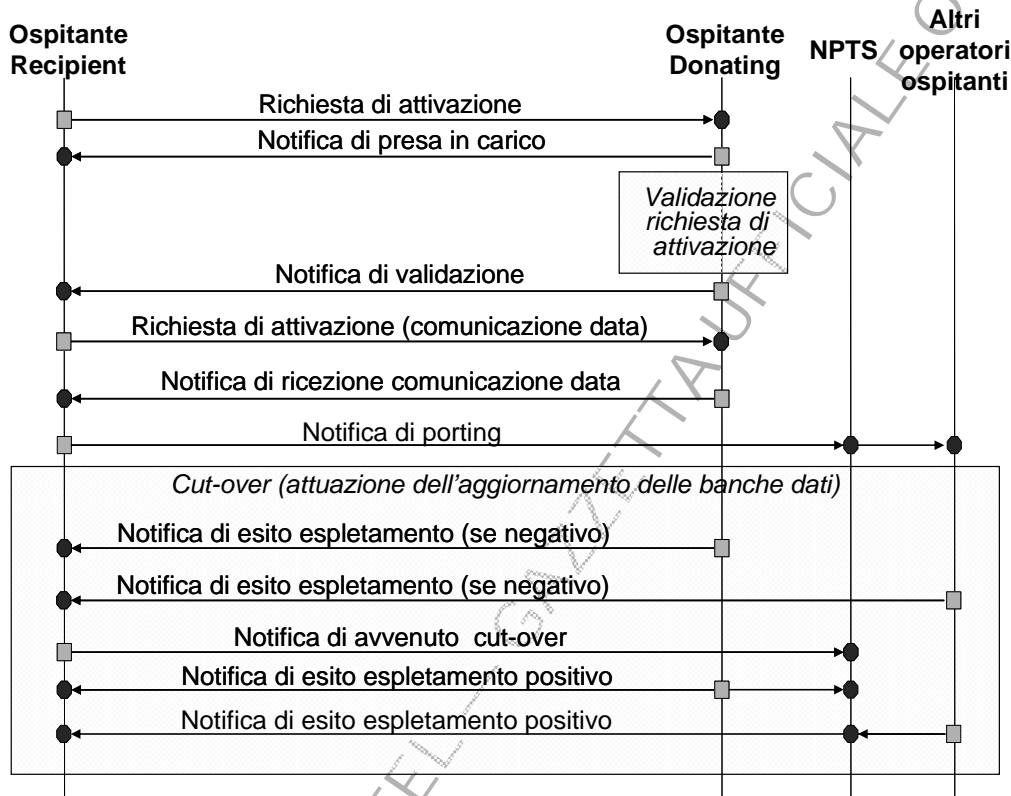 Ospitante
Recipient
Ospitante
Donating
NPTS
Altri
operatori
ospitanti
Richiesta di attivazione
Notifica di presa in carico
Validazione
richiesta di
attivazione
Notifica di validazione
Richiesta di attivazione (comunicazione data)
Notifica di ricezione comunicazione data
Notifica di porting
Cut-over (attuazione dell'aggiornamento delle banche dati)
Notifica di esito espletamento (se negativo)
Notifica di esito espletamento (se negativo)
Notifica di avvenuto cut-over
Notifica di esito espletamento positivo
Notifica di esito espletamento positivo
EL - GAZZETTA UFFICIALE O